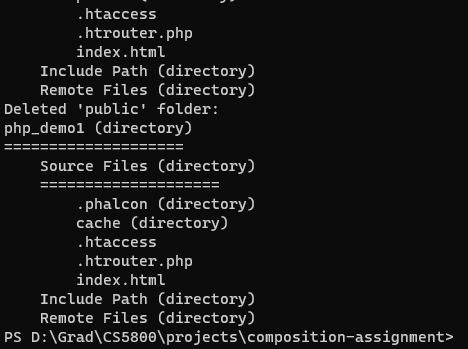 .htaccess
.htrouter.php
index.html
Include Path (directory)
Remote Files (directory)
Deleted 'public' folder:
php_demo1 (directory)
====================
Source Files (directory)
====================
.phalcon (directory)
cache (directory)
.htaccess
.htrouter.php
index.html
Include Path (directory)
Remote Files (directory)
PS D:\Grad\CS5800\projects\composition-assignment>